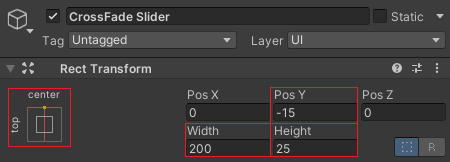 CrossFade Slider Static
Tag Untagged Layer UI
Rect Transform
center
top
Pos X Pos Y Pos Z
0 -15 0
Width Height
200 25
R